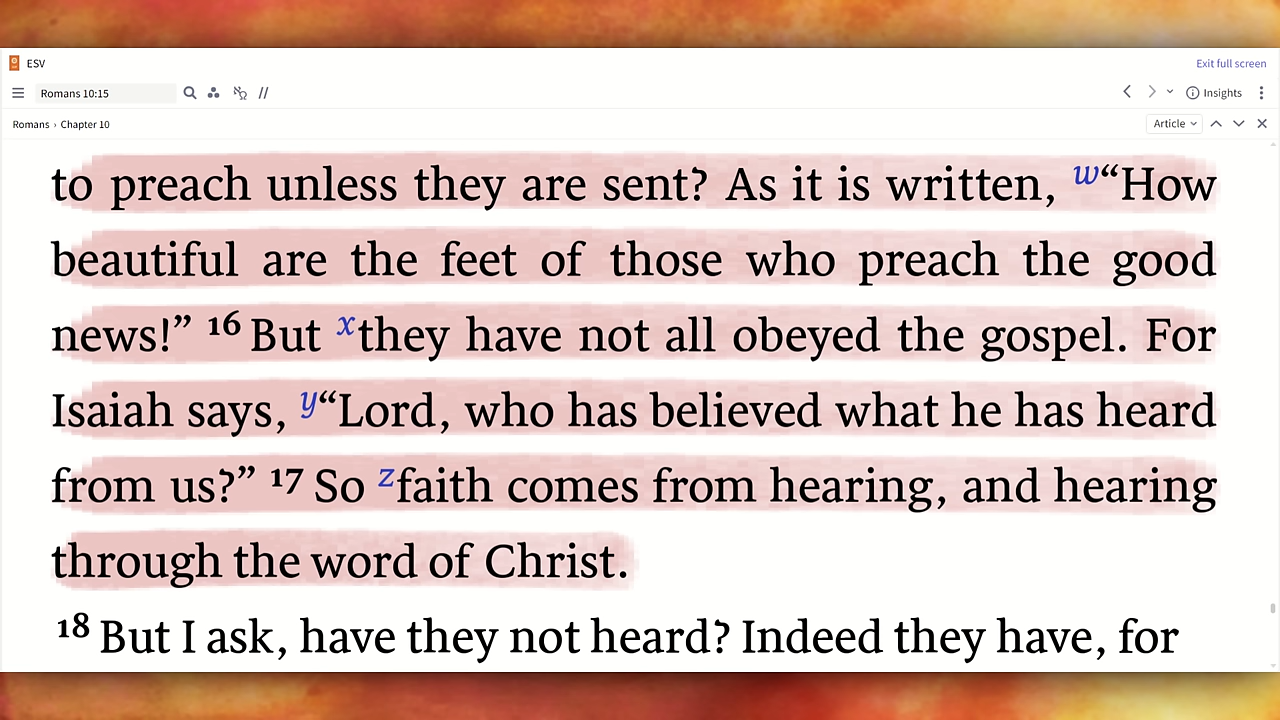 ESV
Exit full screen
Romans 10:15
Insights
Romans › Chapter 10
Article
to preach unless they are sent? As it is written, w“How
beautiful are the feet of those who preach the good
news!” 16 But xthey have not all obeyed the gospel. For
Isaiah says, y“Lord, who has believed what he has heard
from us?” 17 So zfaith comes from hearing, and hearing
through the word of Christ.
18 But I ask, have they not heard? Indeed they have, for